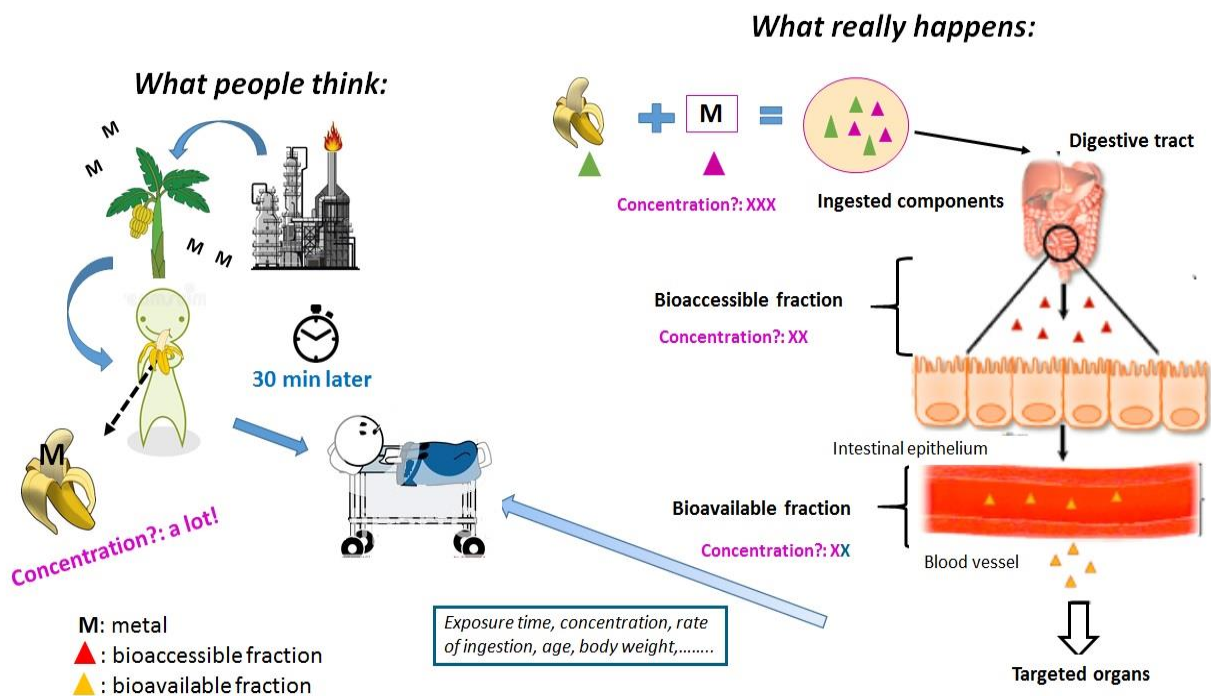 What people think:
M
M
M
M
30 min later
M
Concentration?: a lot!
M: metal
: bioaccessible fraction
: bioavailable fraction
What really happens:
M
Concentration?: XXX
Ingested components
Digestive tract
Bioaccessible fraction
Concentration?: XX
Intestinal epithelium
Bioavailable fraction
Concentration?: XX
Blood vessel
Exposure time, concentration, rate
of ingestion, age, body weight,........
Targeted organs